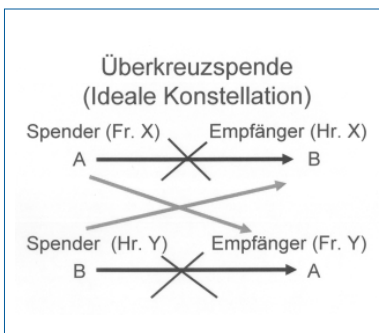 Überkreuzspende
(Ideale Konstellation)
Spender (Fr. X) Empfänger (Hr. X)
A B
Spender (Hr. Y) Empfänger (Fr. Y)
B A